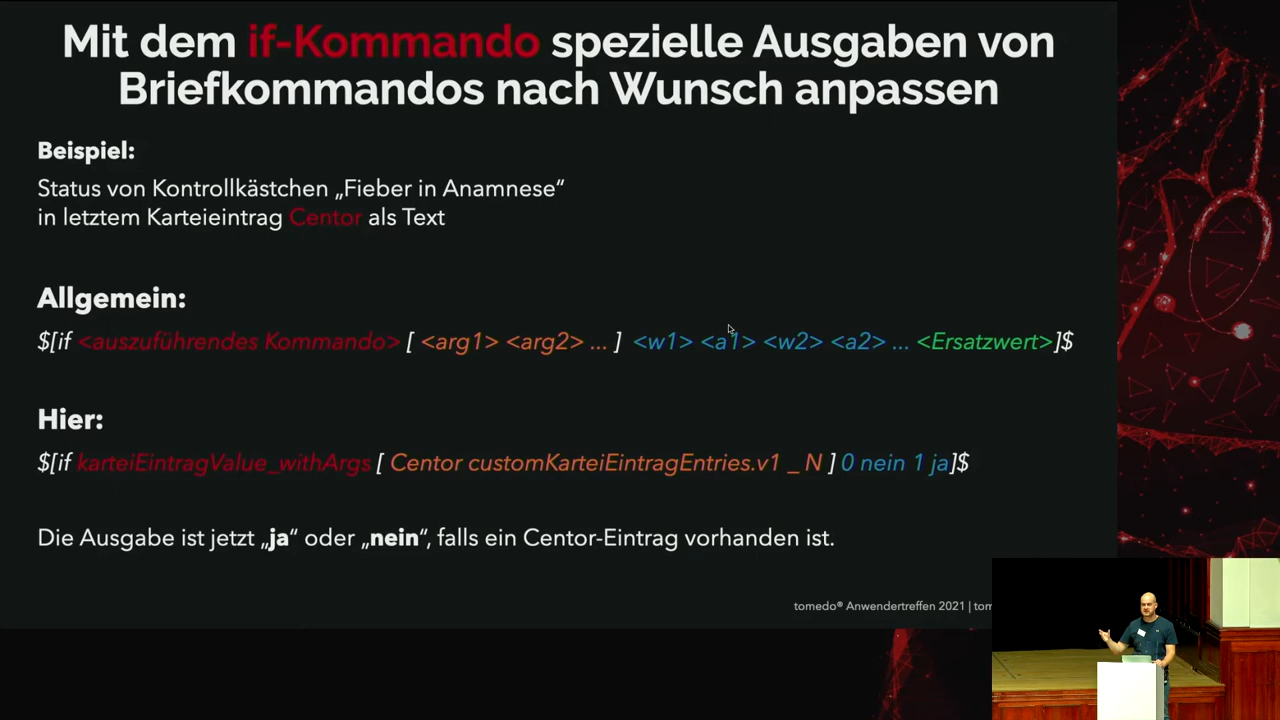 Mit dem if-Kommando spezielle Ausgaben von
Briefkommandos nach Wunsch anpassen
Beispiel:
Status von Kontrollkästchen „Fieber in Anamnese“
in letztem Karteieintrag Centor als Text
Allgemein:
$[if <auszuführendes Kommando> [ <arg1> <arg2> ... ] <w1> <a1> <w2> <a2> ... <Ersatzwert>]$
Hier:
$[if karteiEintragValue_withArgs [ Centor customKarteiEintragEntries.v1 _ N ] 0 nein 1 ja]$
Die Ausgabe ist jetzt „ja“ oder „nein“, falls ein Centor-Eintrag vorhanden ist.
tomedo® Anwendertreffen 2021 | tom